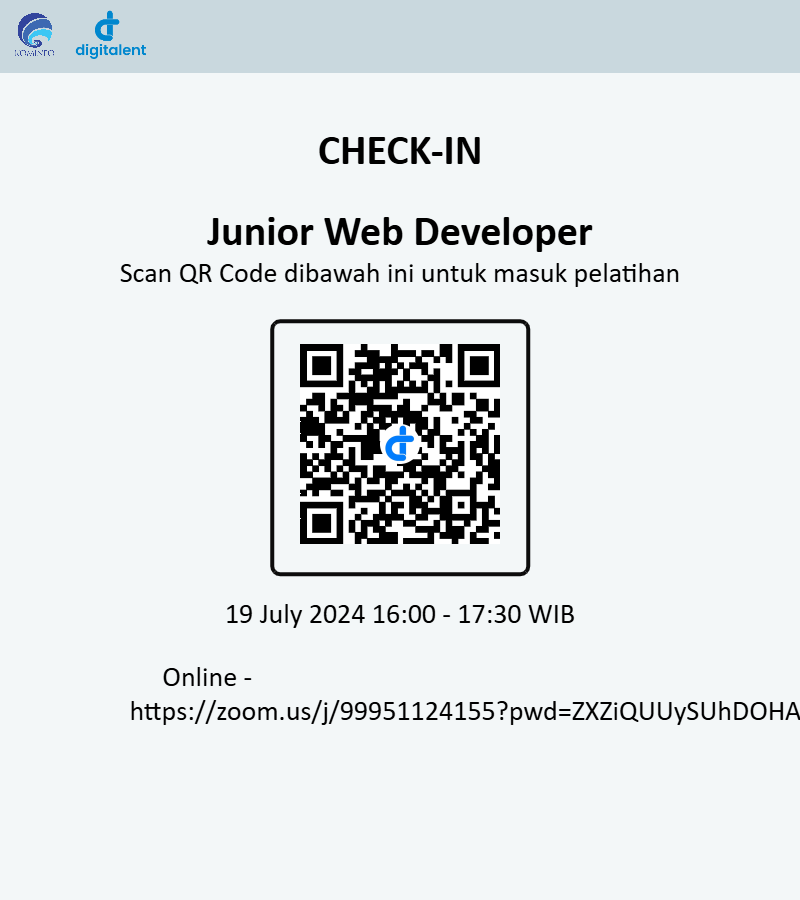 KOMINFO
digitalent
CHECK-IN
Junior Web Developer
Scan QR Code dibawah ini untuk masuk pelatihan
19 July 2024 16:00 - 17:30 WIB
Online -
https://zoom.us/j/99951124155?pwd=ZXZiQUUySUhDOHA